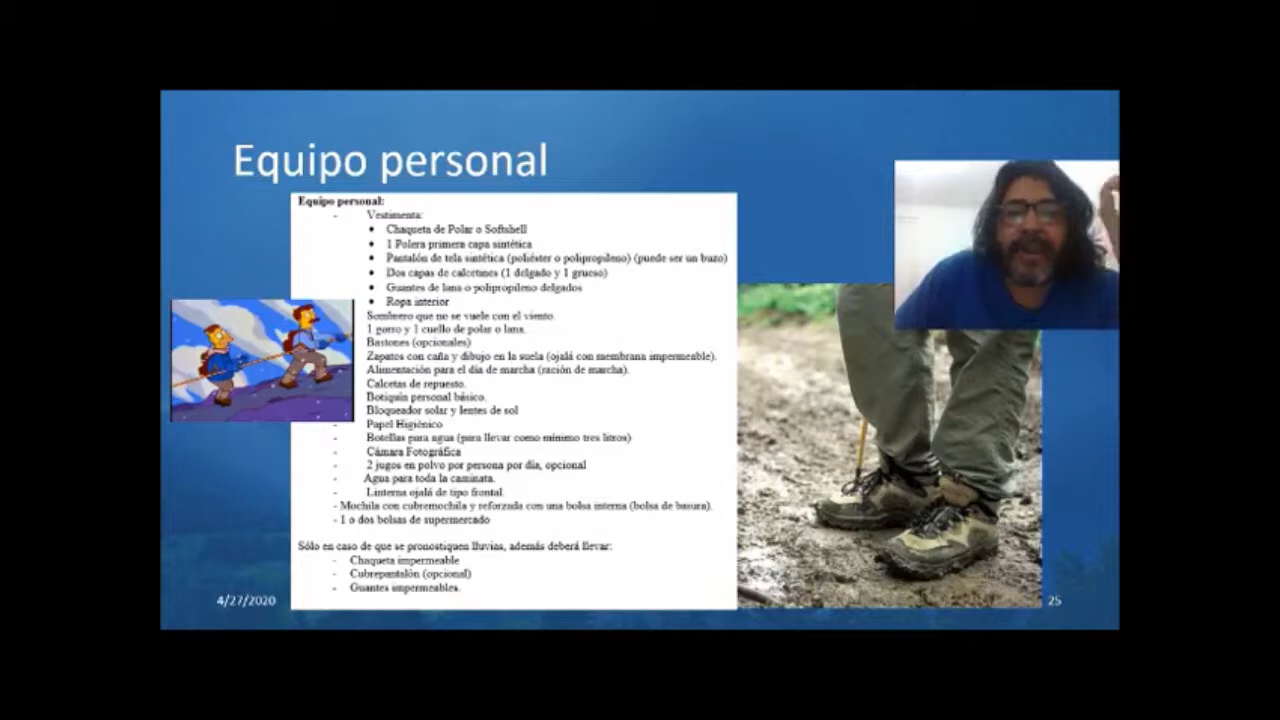 Equipo personal
Equipo personal:
- Vestimenta:
• Chaqueta de Polar o Softshell
• 1 Polera primera capa sintética
• Pantalón de tela sintética (poliéster o polipropileno) (puede ser un buzo)
• Dos capas de calcetines (1 delgado y 1 grueso)
• Guantes de lana o polipropileno delgados
• Ropa interior
Sombrero que no se vuele con el viento.
1 gorro y 1 cuello de polar o lana.
Bastones (opcionales)
Zapatos con caña y dibujo en la suela (ojalá con membrana impermeable).
Alimentación para el día de marcha (ración de marcha).
Calcetas de repuesto.
Botiquín personal básico.
Bloqueador solar y lentes de sol
- Papel Higiénico
- Botellas para agua (para llevar como mínimo tres litros)
- Cámara Fotográfica
- 2 jugos en polvo por persona por día, opcional
- Agua para toda la caminata.
- Linterna ojalá de tipo frontal.
- Mochila con cubremochila y reforzada con una bolsa interna (bolsa de basura).
- 1 o dos bolsas de supermercado
Sólo en caso de que se pronostiquen lluvias, además deberá llevar:
- Chaqueta impermeable
- Cubrepantalón (opcional)
- Guantes impermeables.
4/27/2020
25